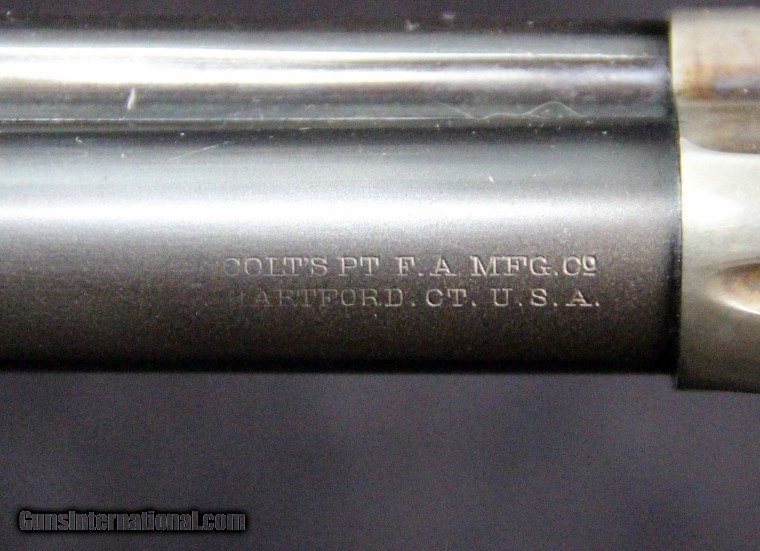 COLT'S PT F.A. MFG. Cº
HARTFORD. CT. U.S.A.
GunsInternational.com